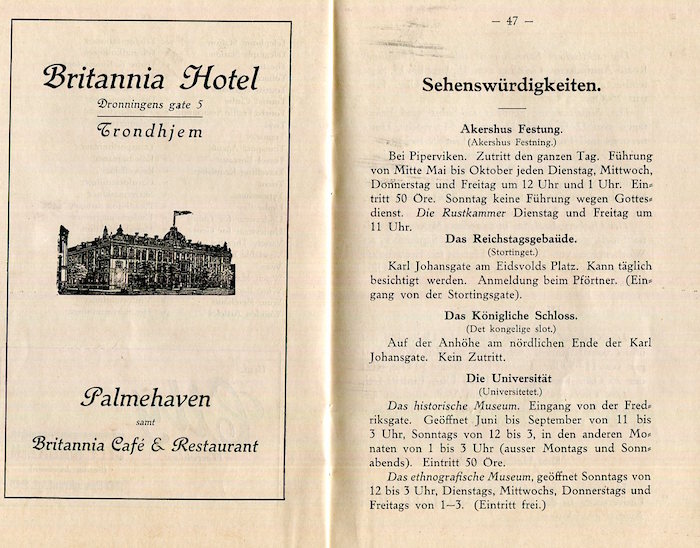 Britannia Hotel
Dronningens gate 5
Trondhjem
Palmehaven
samt
Britannia Café & Restaurant
— 47 —
Sehenswürdigkeiten.
Akershus Festung.
(Akershus Festning.)
Bei Piperviken. Zutritt den ganzen Tag. Führung
von Mitte Mai bis Oktober jeden Dienstag, Mittwoch,
Donnerstag und Freitag um 12 Uhr und 1 Uhr. Ein-
tritt 50 Öre. Sonntag keine Führung wegen Gottes-
dienst. Die Rustkammer Dienstag und Freitag um
11 Uhr.
Das Reichstagsgebaüde.
(Stortinget.)
Karl Johansgate am Eidsvolds Platz. Kann täglich
besichtigt werden. Anmeldung beim Pförtner. (Ein-
gang von der Stortingsgate).
Das Königliche Schloss.
(Det kongelige slot.)
Auf der Anhöhe am nördlichen Ende der Karl
Johansgate. Kein Zutritt.
Die Universität
(Universitetet.)
Das historische Museum. Eingang von der Fred-
riksgate. Geöffnet Juni bis September von 11 bis
3 Uhr, Sonntags von 12 bis 3, in den anderen Mo-
naten von 1 bis 3 Uhr (ausser Montags und Sonn-
abends). Eintritt 50 Öre.
Das ethnografische Museum, geöffnet Sonntags von
12 bis 3 Uhr, Dienstags, Mittwochs, Donnerstags und
Freitags von 1—3. (Eintritt frei.)